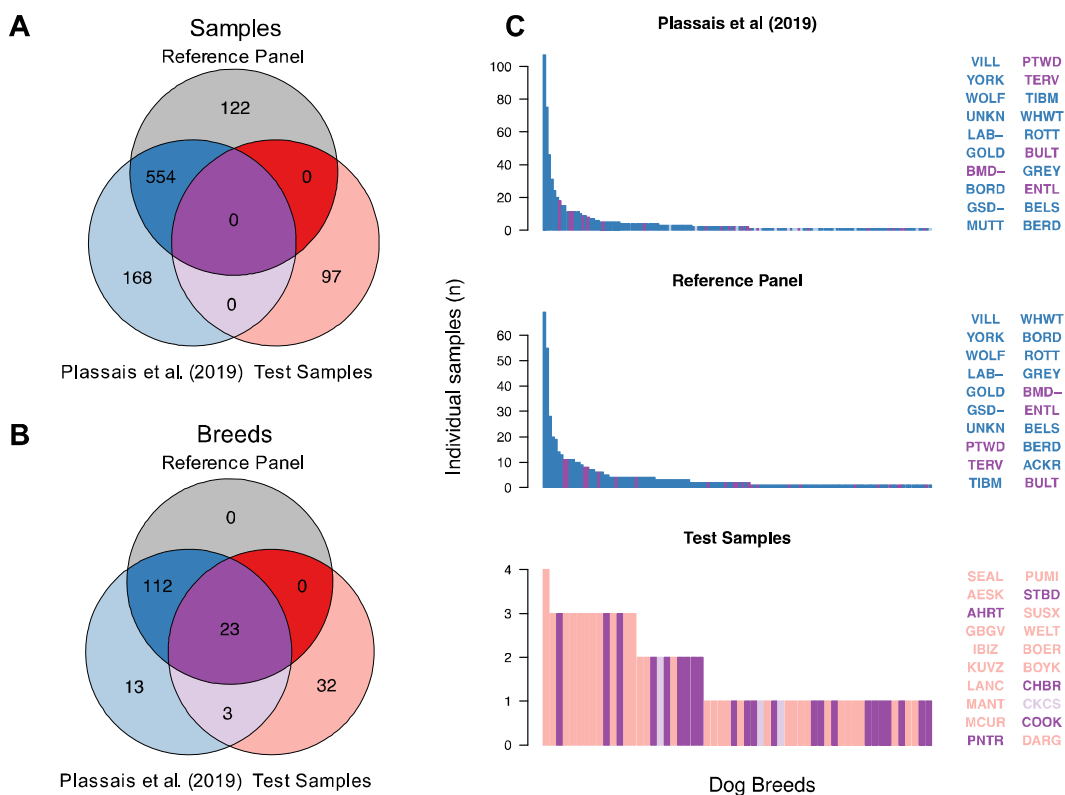 A
Samples
Reference Panel
122
554
0
0
168
97
0
Plassais et al. (2019) Test Samples
B
Breeds
Reference Panel
0
112
0
23
13
32
3
Plassais et al. (2019) Test Samples
C
Individual samples (n)
Plassais et al (2019)
100
80
60
40
20
0
VILL PTWD
YORK TERV
WOLF TIBM
UNKN WHWT
LAB– ROTT
GOLD BULT
BMD– GREY
BORD ENTL
GSD– BELS
MUTT BERD
Reference Panel
60
50
40
30
20
10
0
VILL WHWT
YORK BORD
WOLF ROTT
LAB– GREY
GOLD BMD–
GSD– ENTL
UNKN BELS
PTWD BERD
TERV ACKR
TIBM BULT
Test Samples
4
3
2
1
0
SEAL PUMI
AESK STBD
AHRT SUSX
GBGV WELT
IBIZ BOER
KUVZ BOYK
LANC CHBR
MANT CKCS
MCUR COOK
PNTR DARG
Dog Breeds